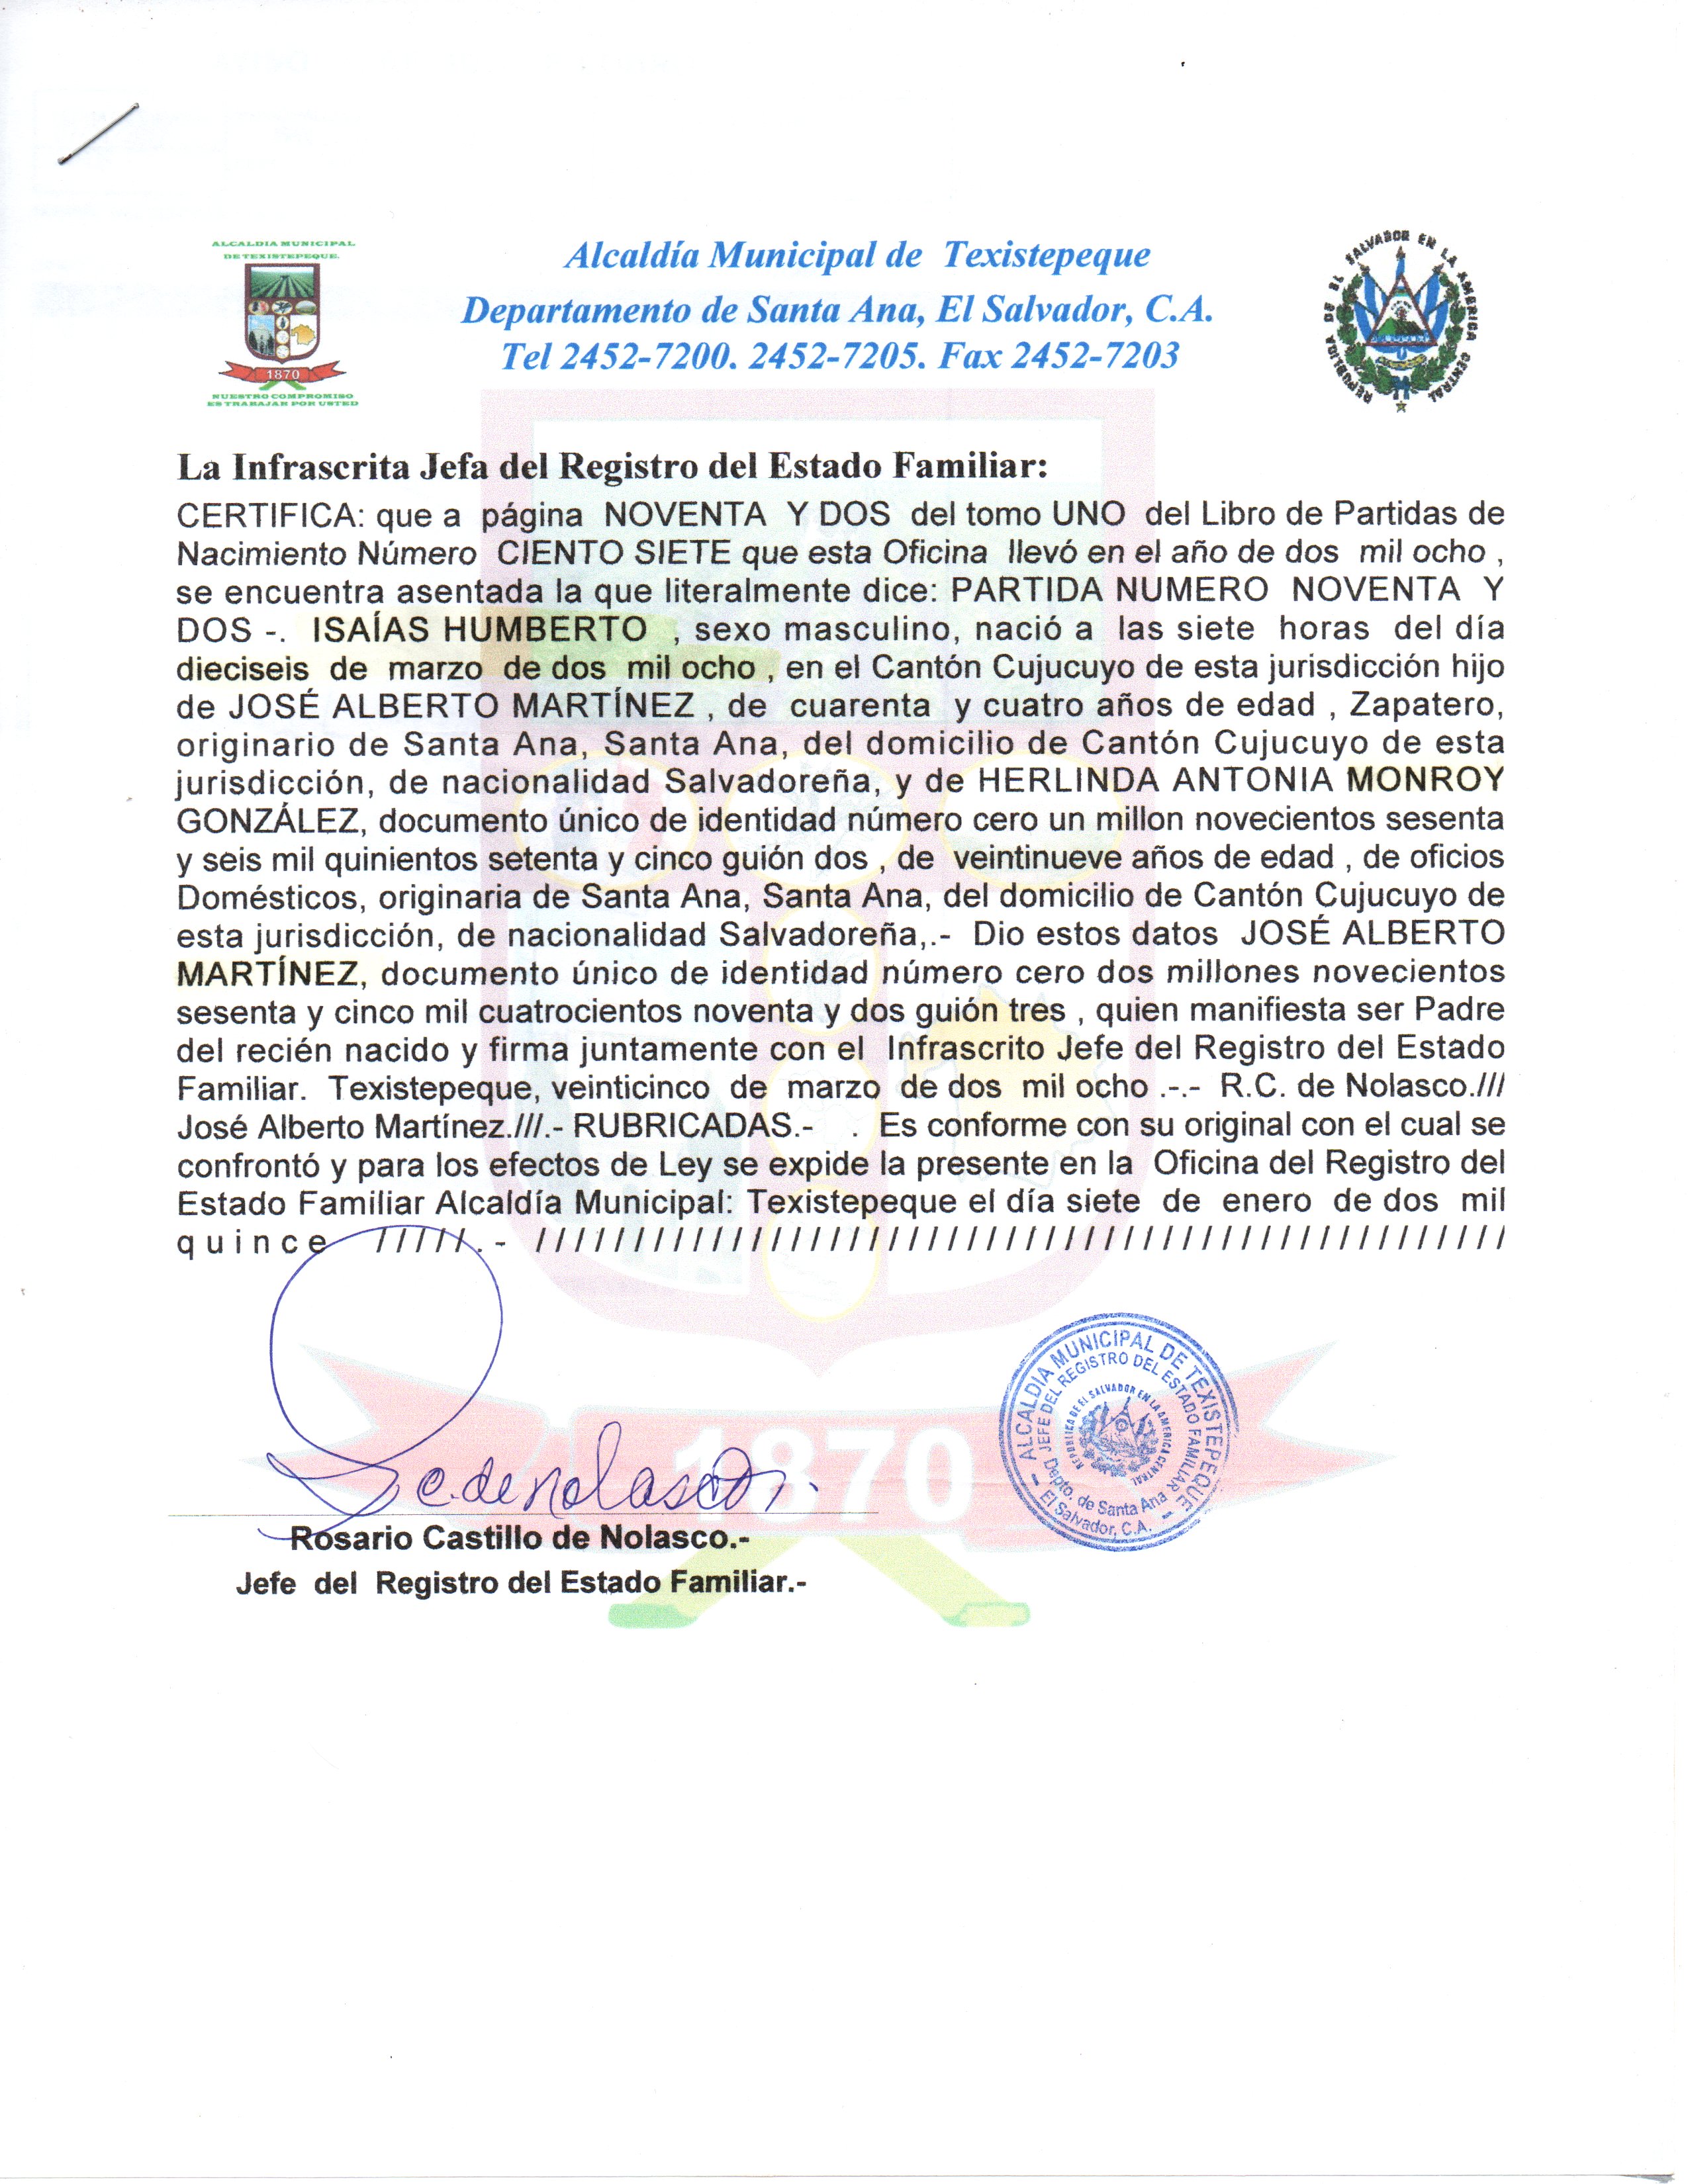 ALCALDIA MUNICIPAL
DE TEXISTEPEQUE.
1870
NUESTRO COMPROMISO
ES TRABAJAR POR USTED
Alcaldía Municipal de Texistepeque
Departamento de Santa Ana, El Salvador, C.A.
Tel 2452-7200. 2452-7205. Fax 2452-7203
REPUBLICA DE EL SALVADOR EN LA AMERICA CENTRAL
La Infrascrita Jefa del Registro del Estado Familiar:
CERTIFICA: que a página NOVENTA Y DOS del tomo UNO del Libro de Partidas de
Nacimiento Número CIENTO SIETE que esta Oficina llevó en el año de dos mil ocho ,
se encuentra asentada la que literalmente dice: PARTIDA NUMERO NOVENTA Y
DOS -. ISAÍAS HUMBERTO , sexo masculino, nació a las siete horas del día
dieciseis de marzo de dos mil ocho , en el Cantón Cujucuyo de esta jurisdicción hijo
de JOSÉ ALBERTO MARTÍNEZ , de cuarenta y cuatro años de edad , Zapatero,
originario de Santa Ana, Santa Ana, del domicilio de Cantón Cujucuyo de esta
jurisdicción, de nacionalidad Salvadoreña, y de HERLINDA ANTONIA MONROY
GONZÁLEZ, documento único de identidad número cero un millon novecientos sesenta
y seis mil quinientos setenta y cinco guión dos , de veintinueve años de edad , de oficios
Domésticos, originaria de Santa Ana, Santa Ana, del domicilio de Cantón Cujucuyo de
esta jurisdicción, de nacionalidad Salvadoreña,.- Dio estos datos JOSÉ ALBERTO
MARTÍNEZ, documento único de identidad número cero dos millones novecientos
sesenta y cinco mil cuatrocientos noventa y dos guión tres , quien manifiesta ser Padre
del recién nacido y firma juntamente con el Infrascrito Jefe del Registro del Estado
Familiar. Texistepeque, veinticinco de marzo de dos mil ocho .-.- R.C. de Nolasco.///
José Alberto Martínez.///.- RUBRICADAS.- . Es conforme con su original con el cual se
confrontó y para los efectos de Ley se expide la presente en la Oficina del Registro del
Estado Familiar Alcaldía Municipal: Texistepeque el día siete de enero de dos mil
quince /////.- //////////////////////////////////////////////////////////
ALCALDIA MUNICIPAL DE TEXISTEPEQUE
JEFE DEL REGISTRO DEL ESTADO FAMILIAR
REPUBLICA DE EL SALVADOR EN LA AMERICA CENTRAL
Depto. de Santa Ana
El Salvador, C.A.
1870
c. de Nolasco
Rosario Castillo de Nolasco.-
Jefe del Registro del Estado Familiar.-